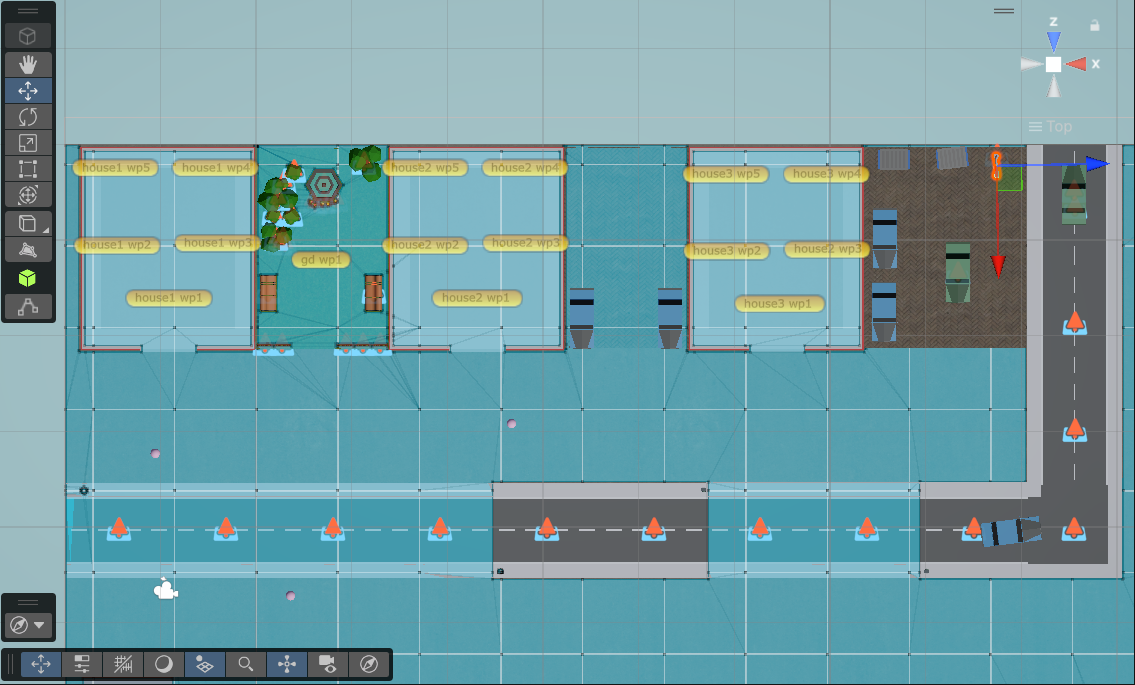 z
x
Top
house1 wp5
house1 wp4
house2 wp5
house2 wp4
house3 wp5
house3 wp4
house1 wp2
house1 wp3
gd wp1
house2 wp2
house2 wp3
house3 wp2
house2 wp3
house1 wp1
house2 wp1
house3 wp1